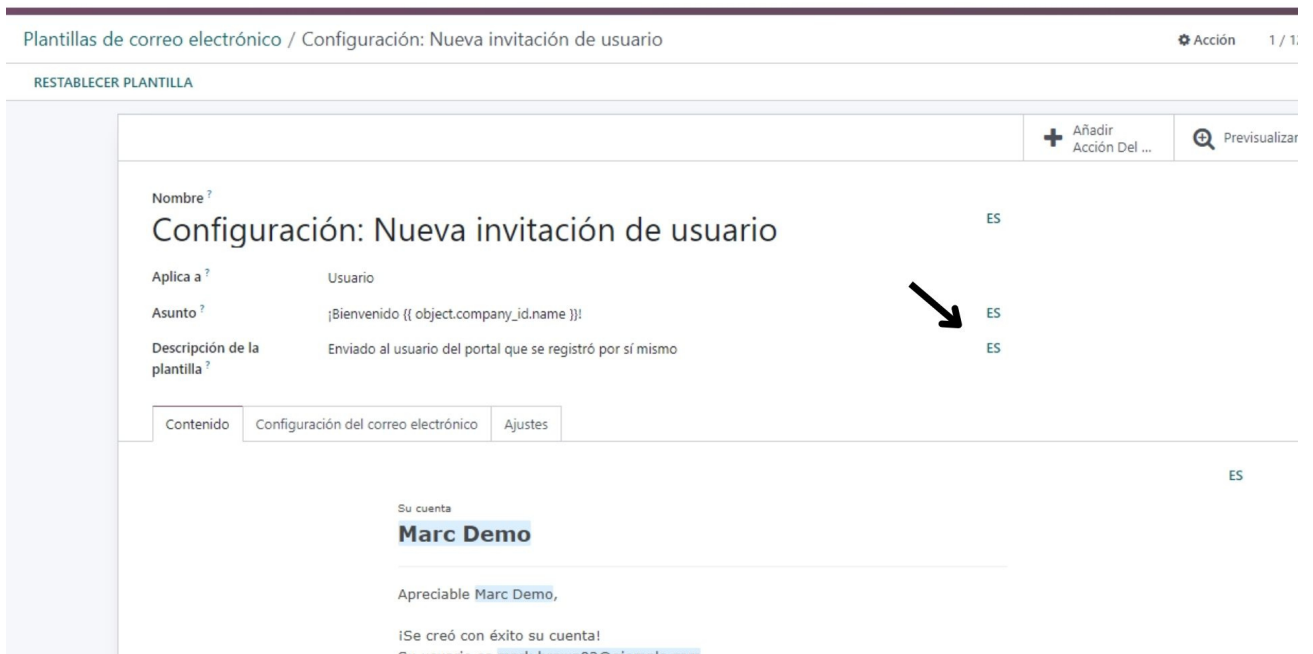 Plantillas de correo electrónico / Configuración: Nueva invitación de usuario
Acción 1 /
RESTABLECER PLANTILLA
Añadir
Acción Del ...
Previsualizar
Nombre ?
Configuración: Nueva invitación de usuario ES
Aplica a ? Usuario
Asunto ? ¡Bienvenido {{ object.company_id.name }}! ES
Descripción de la plantilla ? Enviado al usuario del portal que se registró por sí mismo ES
Contenido Configuración del correo electrónico Ajustes
ES
Su cuenta
Marc Demo
Apreciable Marc Demo,
¡Se creó con éxito su cuenta!